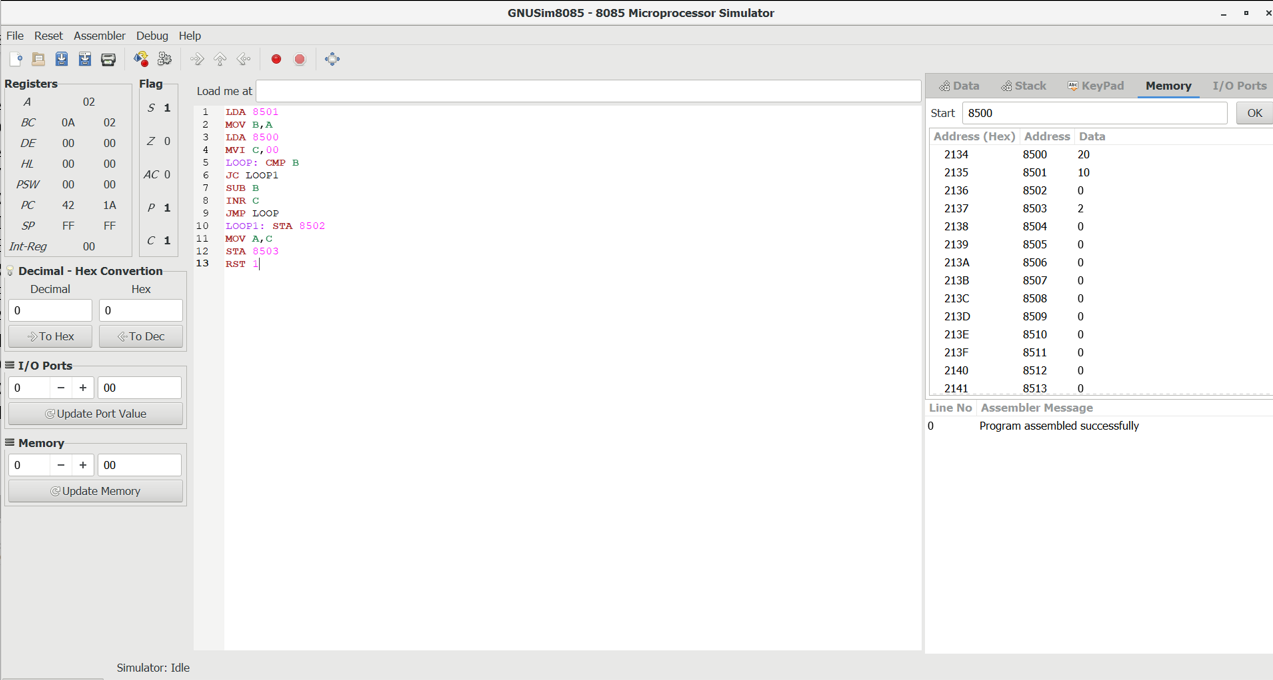 GNUSim8085 - 8085 Microprocessor Simulator
File Reset Assembler Debug Help
Registers
A 02
BC 0A 02
DE 00 00
HL 00 00
PSW 00 00
PC 42 1A
SP FF FF
Int-Reg 00
Flag
S 1
Z 0
AC 0
P 1
C 1
Decimal - Hex Convertion
Decimal Hex
0 0
To Hex To Dec
I/O Ports
0 − + 00
Update Port Value
Memory
0 − + 00
Update Memory
Load me at
1 LDA 8501
2 MOV B,A
3 LDA 8500
4 MVI C,00
5 LOOP: CMP B
6 JC LOOP1
7 SUB B
8 INR C
9 JMP LOOP
10 LOOP1: STA 8502
11 MOV A,C
12 STA 8503
13 RST 1
Data Stack Abc KeyPad Memory I/O Ports
Start 8500 OK
Address (Hex) Address Data
2134 8500 20
2135 8501 10
2136 8502 0
2137 8503 2
2138 8504 0
2139 8505 0
213A 8506 0
213B 8507 0
213C 8508 0
213D 8509 0
213E 8510 0
213F 8511 0
2140 8512 0
2141 8513 0
Line No Assembler Message
0 Program assembled successfully
Simulator: Idle